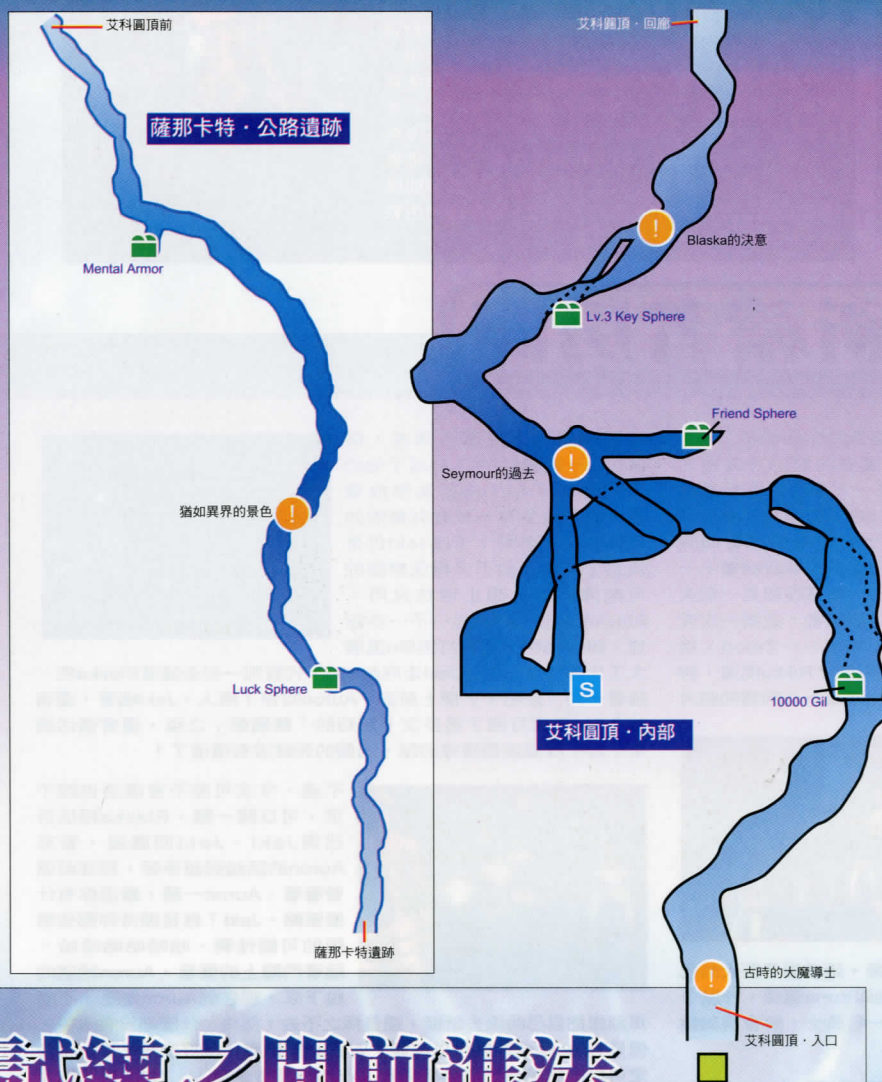 艾科圓頂前
薩那卡特・公路遺跡
Mental Armor
猶如異界的景色
Luck Sphere
薩那卡特遺跡
艾科圓頂・回廊
Blaska的決意
Lv.3 Key Sphere
Friend Sphere
Seymour的過去
S
10000 Gil
艾科圓頂・內部
古時的大魔導士
艾科圓頂・入口
試練之間前進法